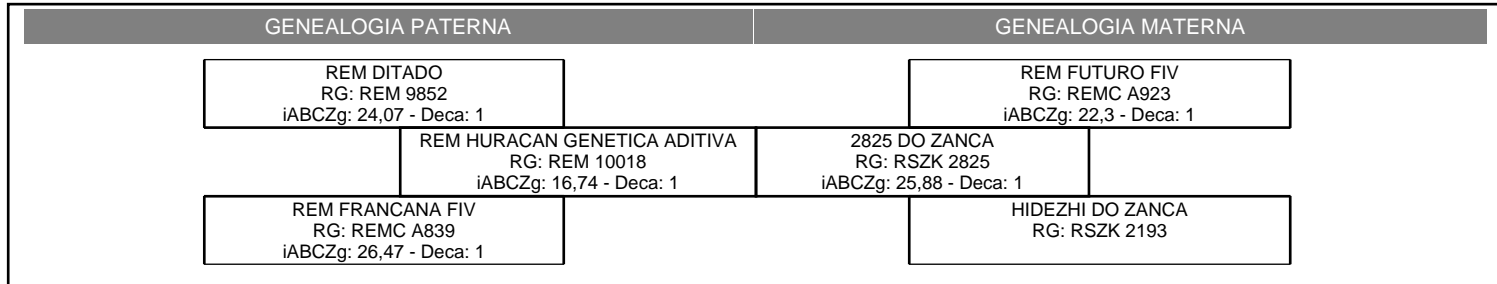 GENEALOGIA PATERNA
GENEALOGIA MATERNA
REM DITADO
RG: REM 9852
iABCZg: 24,07 - Deca: 1
REM FUTURO FIV
RG: REMC A923
iABCZg: 22,3 - Deca: 1
REM HURACAN GENETICA ADITIVA
RG: REM 10018
iABCZg: 16,74 - Deca: 1
2825 DO ZANCA
RG: RSZK 2825
iABCZg: 25,88 - Deca: 1
REM FRANCANA FIV
RG: REMC A839
iABCZg: 26,47 - Deca: 1
HIDEZHI DO ZANCA
RG: RSZK 2193